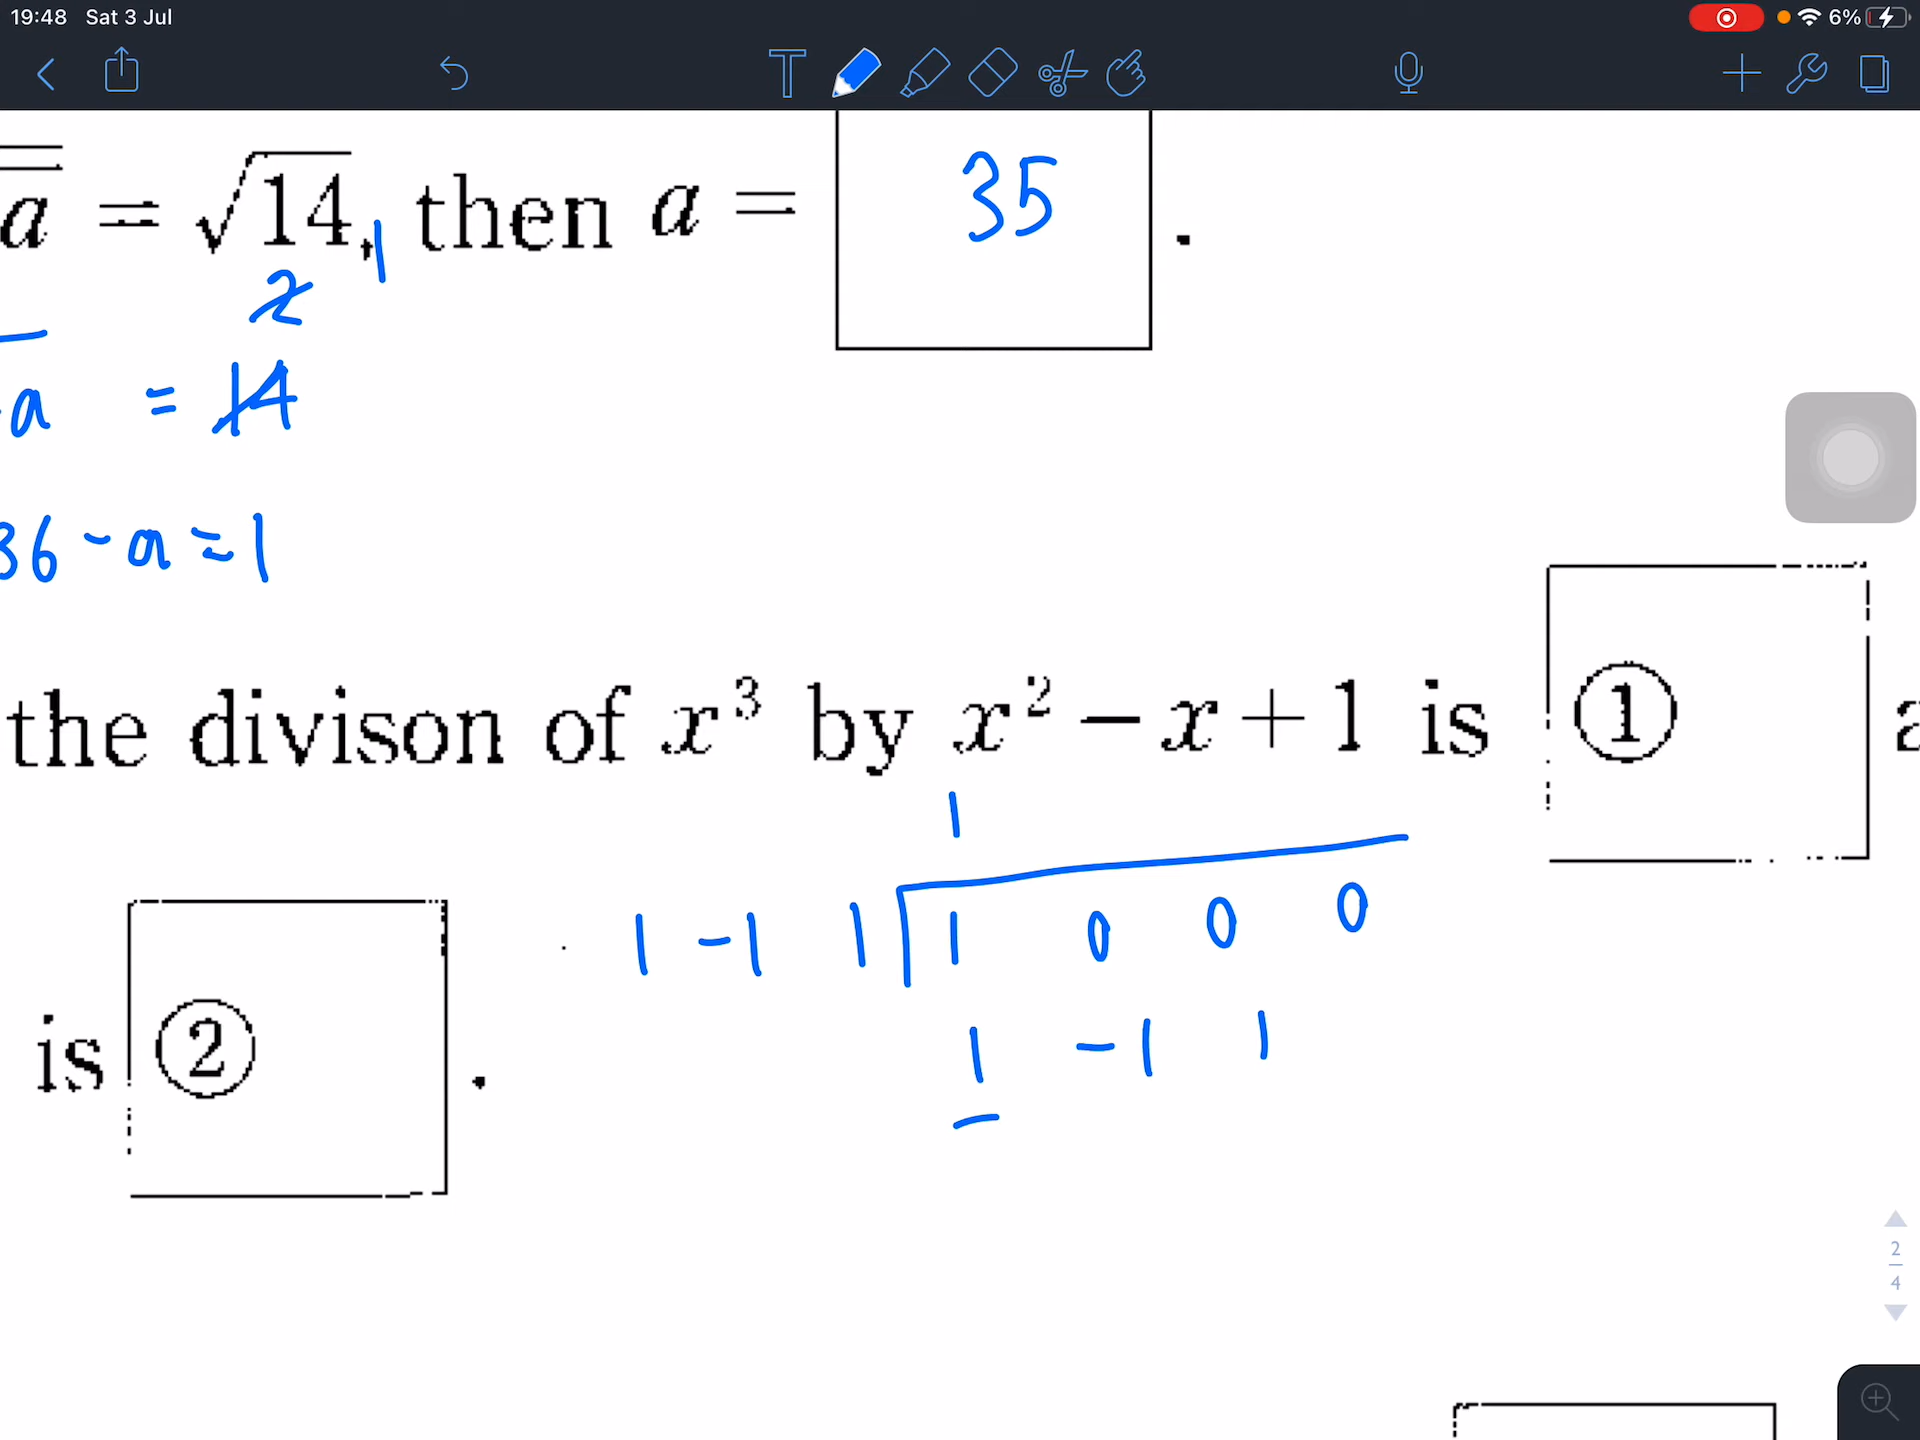 19:48 Sat 3 Jul
6%
a = √14, then a = 35 .
2 1
a = 14
36 - a = 1
the divison of x³ by x² − x + 1 is ①
1
1 -1 1 1 0 0 0
is ② .
1 -1 1
2
4